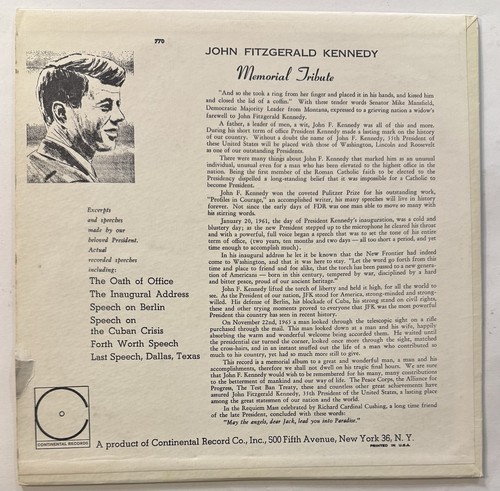 770
JOHN FITZGERALD KENNEDY
Memorial Tribute
"And so she took a ring from her finger and placed it in his hands, and kissed him
and closed the lid of a coffin." With these tender words Senator Mike Mansfield,
Democratic Majority Leader from Montana, expressed to a grieving nation a widow's
farewell to John Fitzgerald Kennedy.
A father, a leader of men, a wit, John F. Kennedy was all of this and more.
During his short term of office President Kennedy made a lasting mark on the history
of our country. Without a doubt the name of John F. Kennedy, 35th President of
these United States will be placed with those of Washington, Lincoln and Roosevelt
as one of our outstanding Presidents.
There were many things about John F. Kennedy that marked him as an unusual
individual, unusual even for a man who has been elevated to the highest office in the
nation. Being the first member of the Roman Catholic faith to be elected to the
Presidency dispelled a long-standing belief that it was impossible for a Catholic to
become President.
John F. Kennedy won the coveted Pulitzer Prize for his outstanding work,
"Profiles in Courage," an accomplished writer, his many speeches will live in history
forever. Not since the early days of FDR was one man able to move so many with
his stirring words.
January 20, 1961, the day of President Kennedy's inauguration, was a cold and
blustery day; as the new President stepped up to the microphone he cleared his throat
and with a powerful, full voice began a speech that was to set the tone of his entire
term of office, (two years, ten months and two days — all too short a period, and yet
time enough to accomplish much).
In his inaugural address he let it be known that the New Frontier had indeed
come to Washington, and that it was here to stay. "Let the word go forth from this
time and place to friend and foe alike, that the torch has been passed to a new gener-
ation of Americans — born in this century, tempered by war, disciplined by a hard
and bitter peace, proud of our ancient heritage."
John F. Kennedy lifted the torch of liberty and held it high, for all the world to
see. As the President of our nation, JFK stood for America, strong-minded and strong-
willed. His defense of Berlin, his blockade of Cuba, his strong stand on civil rights,
these and other trying moments proved to everyone that JFK was the most powerful
President this country has seen in recent history.
On November 22nd, 1963 a man looked through the telescopic sight on a rifle
purchased through the mail. This man looked down at a man and his wife, happily
absorbing the warm and wonderful welcome being accorded them. He waited until
the presidential car turned the corner, looked once more through the sight, matched
the cross-hairs, and in an instant snuffed out the life of a man who contributed so
much to his country, yet had so much more still to give.
This record is a memorial album to a great and wonderful man, a man and his
accomplishments, therefore we shall not dwell on his tragic final hours. We are sure
that John F. Kennedy would wish to be remembered for his many, many contributions
to the betterment of mankind and our way of life. The Peace Corps, the Alliance for
Progress, The Test Ban Treaty, these and countless other great achievements have
assured John Fitzgerald Kennedy, 35th President of the United States, a lasting place
among the great statesmen of our nation and the world.
In the Requiem Mass celebrated by Richard Cardinal Cushing, a long time friend
of the late President, concluded with these words:
"May the angels, dear Jack, lead you into Paradise."
Excerpts
and speeches
made by our
beloved President.
Actual
recorded speeches
including:
The Oath of Office
The Inaugural Address
Speech on Berlin
Speech on
the Cuban Crisis
Forth Worth Speech
Last Speech, Dallas, Texas
CONTINENTAL RECORDS
A product of Continental Record Co., Inc., 500 Fifth Avenue, New York 36, N. Y.
PRINTED IN U.S.A.